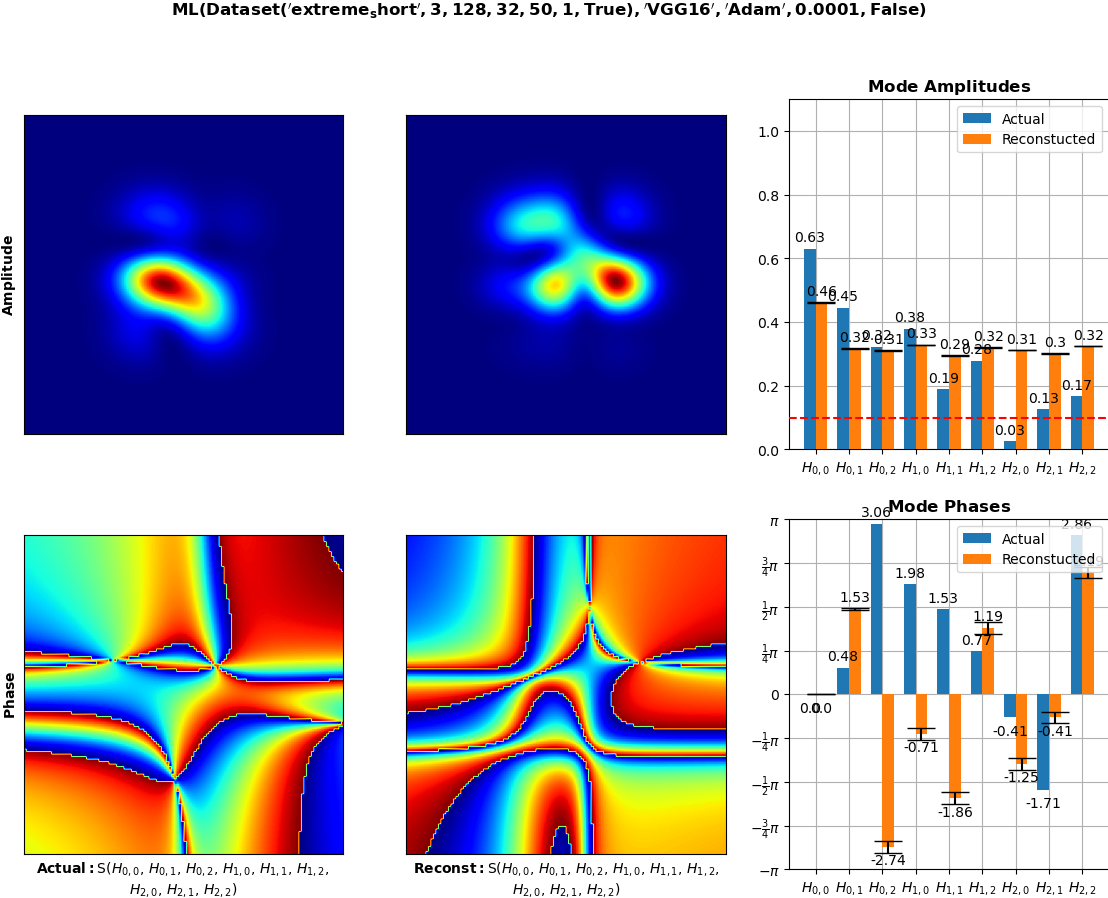 ML(Dataset('extreme_short', 3, 128, 32, 50, 1, True), 'VGG16', 'Adam', 0.0001, False)
Amplitude
Mode Amplitudes
Actual
Reconstucted
1.0
0.8
0.6
0.4
0.2
0.0
0.63
0.46
0.45
0.32
0.32
0.31
0.38
0.33
0.19
0.29
0.28
0.32
0.03
0.31
0.13
0.3
0.17
0.32
H0,0 H0,1 H0,2 H1,0 H1,1 H1,2 H2,0 H2,1 H2,2
Phase
Actual: S(H0,0, H0,1, H0,2, H1,0, H1,1, H1,2,
H2,0, H2,1, H2,2)
Reconst: S(H0,0, H0,1, H0,2, H1,0, H1,1, H1,2,
H2,0, H2,1, H2,2)
Mode Phases
Actual
Reconstucted
π
3/4π
1/2π
1/4π
0
−1/4π
−1/2π
−3/4π
−π
0.0
0.0
0.48
1.53
3.06
-2.74
1.98
-0.71
1.53
-1.86
0.77
1.19
-0.41
-1.25
-1.71
-0.41
2.86
H0,0 H0,1 H0,2 H1,0 H1,1 H1,2 H2,0 H2,1 H2,2